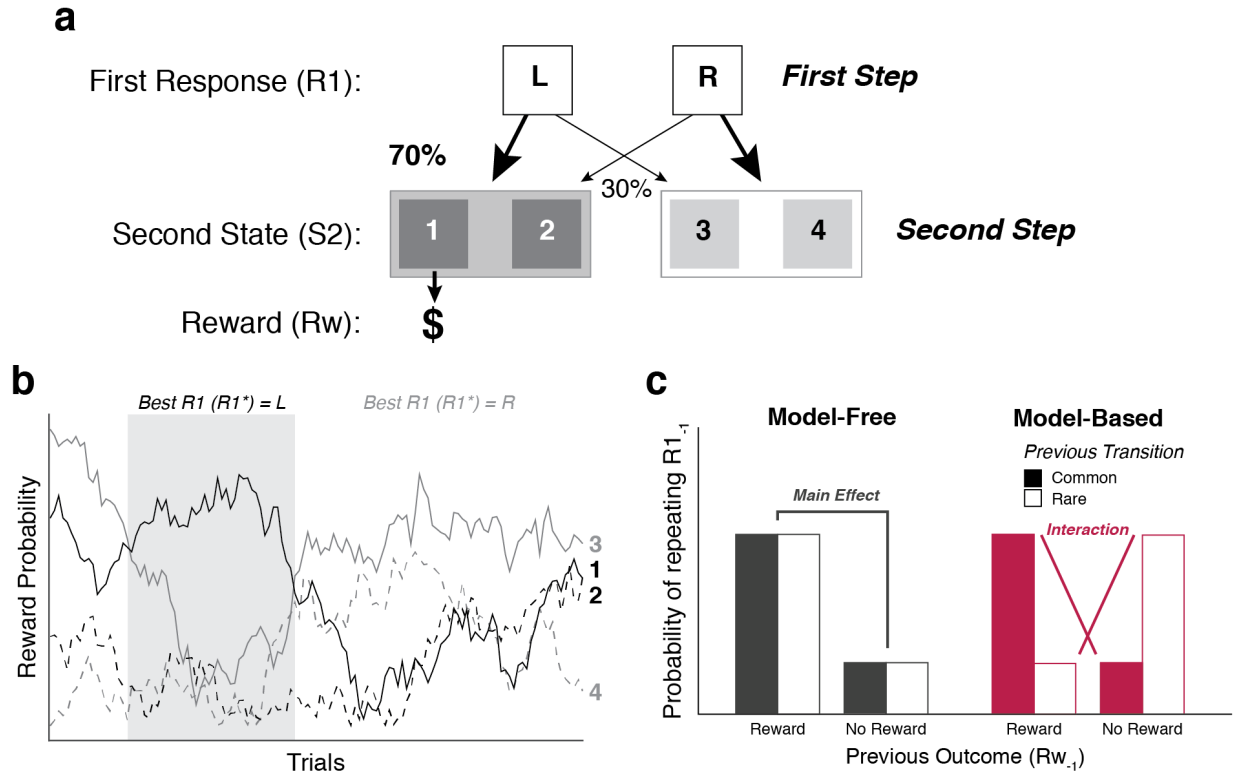 a
First Response (R1):
L
R
First Step
70%
30%
Second State (S2):
1
2
3
4
Second Step
Reward (Rw):
$
b
Best R1 (R1*) = L
Best R1 (R1*) = R
Reward Probability
3
1
2
4
Trials
c
Model-Free
Model-Based
Previous Transition
Common
Rare
Main Effect
Interaction
Probability of repeating R1-1
Reward
No Reward
Reward
No Reward
Previous Outcome (Rw-1)